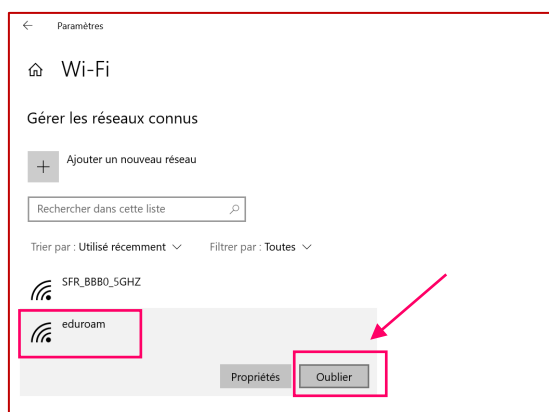 Paramètres
Wi-Fi
Gérer les réseaux connus
Ajouter un nouveau réseau
Rechercher dans cette liste
Trier par : Utilisé récemment Filtrer par : Toutes
SFR_BBB0_5GHZ
eduroam
Propriétés Oublier